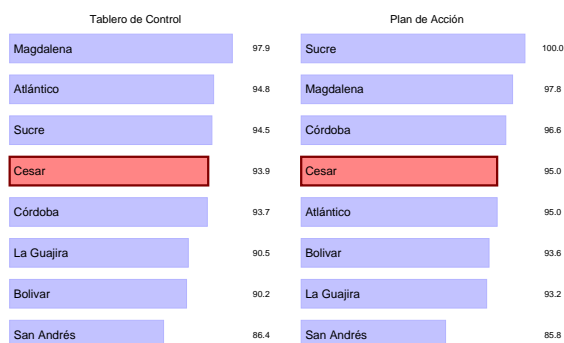 Tablero de Control
Magdalena 97.9
Atlántico 94.8
Sucre 94.5
Cesar 93.9
Córdoba 93.7
La Guajira 90.5
Bolivar 90.2
San Andrés 86.4
Plan de Acción
Sucre 100.0
Magdalena 97.8
Córdoba 96.6
Cesar 95.0
Atlántico 95.0
Bolivar 93.6
La Guajira 93.2
San Andrés 85.8